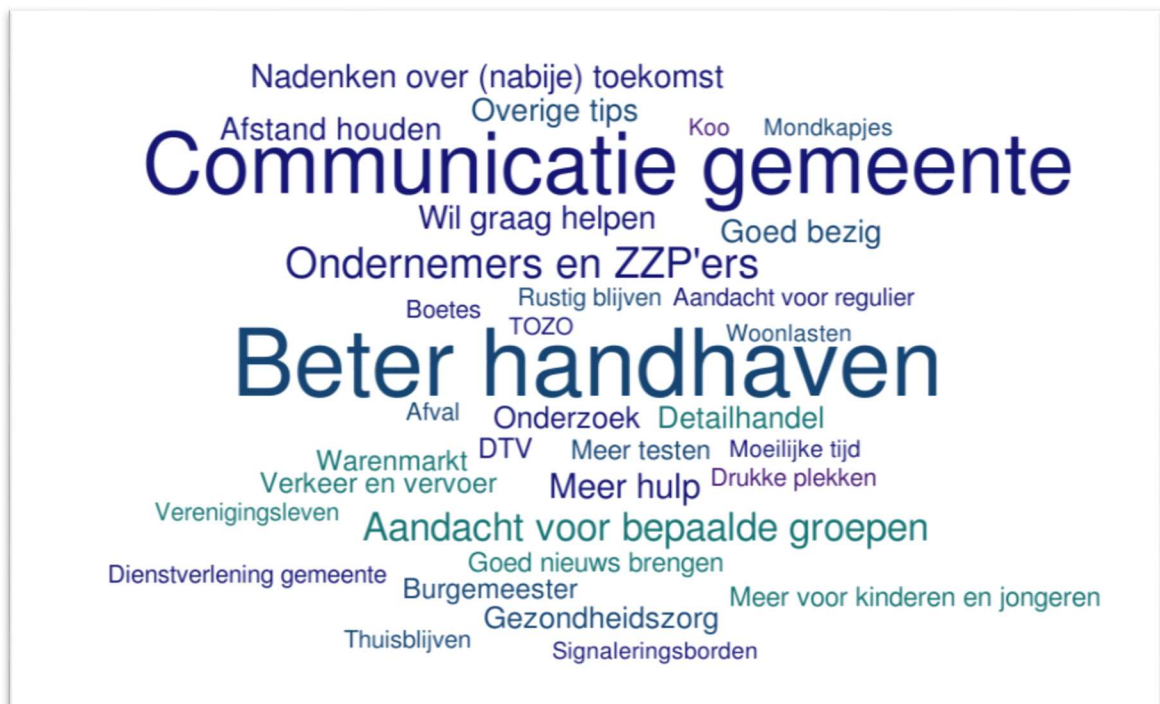 Nadenken over (nabije) toekomst
Overige tips
Afstand houden
Koo
Mondkapjes
Communicatie gemeente
Wil graag helpen
Goed bezig
Ondernemers en ZZP'ers
Rustig blijven
Aandacht voor regulier
Boetes
TOZO
Woonlasten
Beter handhaven
Afval
Onderzoek
Detailhandel
DTV
Meer testen
Moeilijke tijd
Warenmarkt
Drukke plekken
Verkeer en vervoer
Meer hulp
Verenigingsleven
Aandacht voor bepaalde groepen
Goed nieuws brengen
Dienstverlening gemeente
Burgemeester
Meer voor kinderen en jongeren
Gezondheidszorg
Thuisblijven
Signaleringsborden